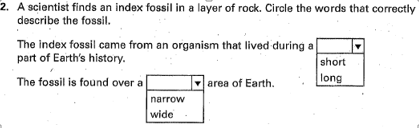 2. A scientist finds an index fossil in a layer of rock. Circle the words that correctly
describe the fossil.
The index fossil came from an organism that lived during a
part of Earth's history.
short
long
The fossil is found over a area of Earth.
narrow
wide